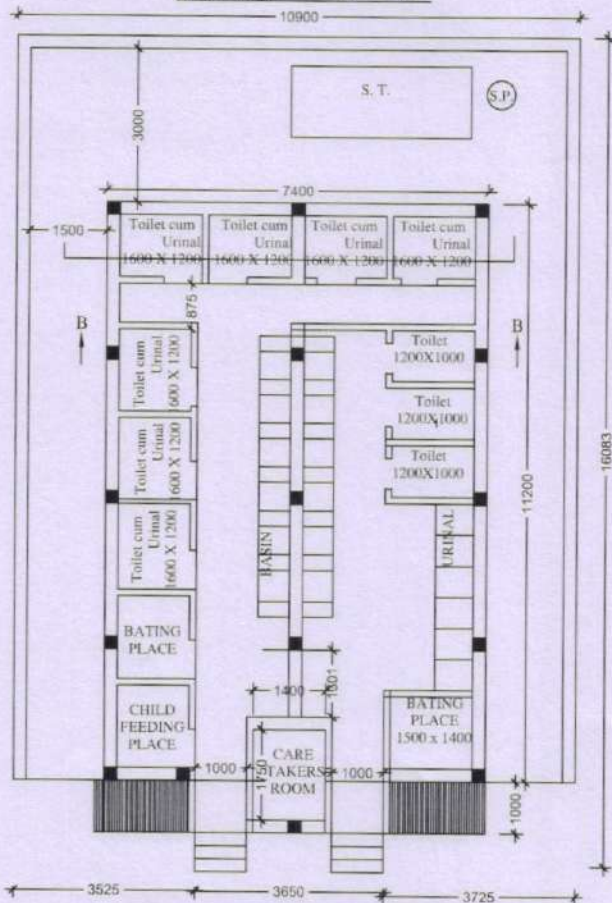 10900
S. T.
S.P.
3000
7400
1500
Toilet cum
Urinal
1600 X 1200
Toilet cum
Urinal
1600 X 1200
Toilet cum
Urinal
1600 X 1200
Toilet cum
Urinal
1600 X 1200
875
B
B
Toilet cum
Urinal
1600 X 1200
Toilet
1200X1000
Toilet
1200X1000
Toilet cum
Urinal
1600 X 1200
Toilet
1200X1000
16083
11200
Toilet cum
Urinal
1600 X 1200
BASIN
URINAL
BATING
PLACE
1400
CHILD
FEEDING
PLACE
BATING
PLACE
1500 x 1400
1000
CARE
TAKERS
ROOM
1750
1000
1000
3525
3650
3725